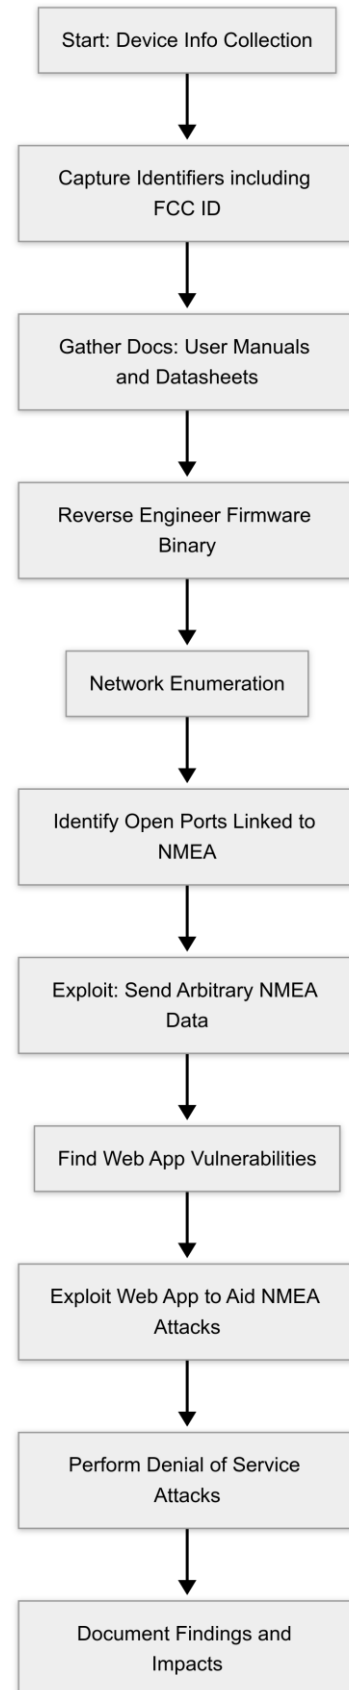 Start: Device Info Collection
Capture Identifiers including
FCC ID
Gather Docs: User Manuals
and Datasheets
Reverse Engineer Firmware
Binary
Network Enumeration
Identify Open Ports Linked to
NMEA
Exploit: Send Arbitrary NMEA
Data
Find Web App Vulnerabilities
Exploit Web App to Aid NMEA
Attacks
Perform Denial of Service
Attacks
Document Findings and
Impacts